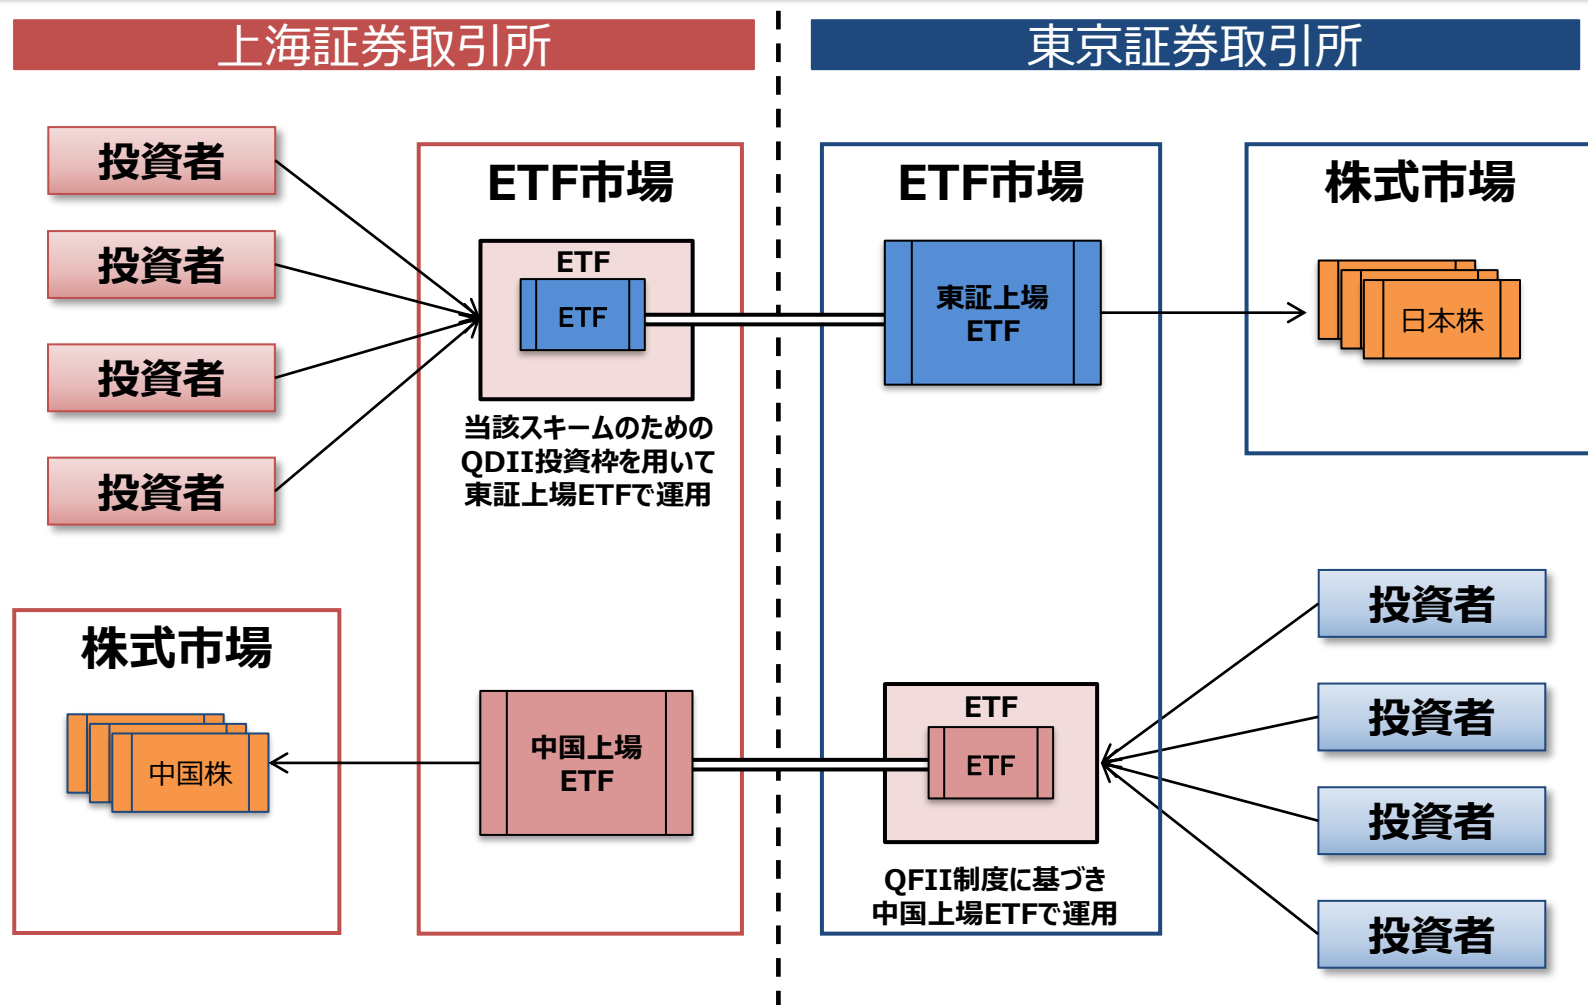 上海証券取引所
東京証券取引所
投資者
投資者
投資者
投資者
ETF市場
ETF
ETF
当該スキームのための
QDII投資枠を用いて
東証上場ETFで運用
ETF市場
東証上場
ETF
株式市場
日本株
株式市場
中国株
中国上場
ETF
ETF
ETF
QFII制度に基づき
中国上場ETFで運用
投資者
投資者
投資者
投資者